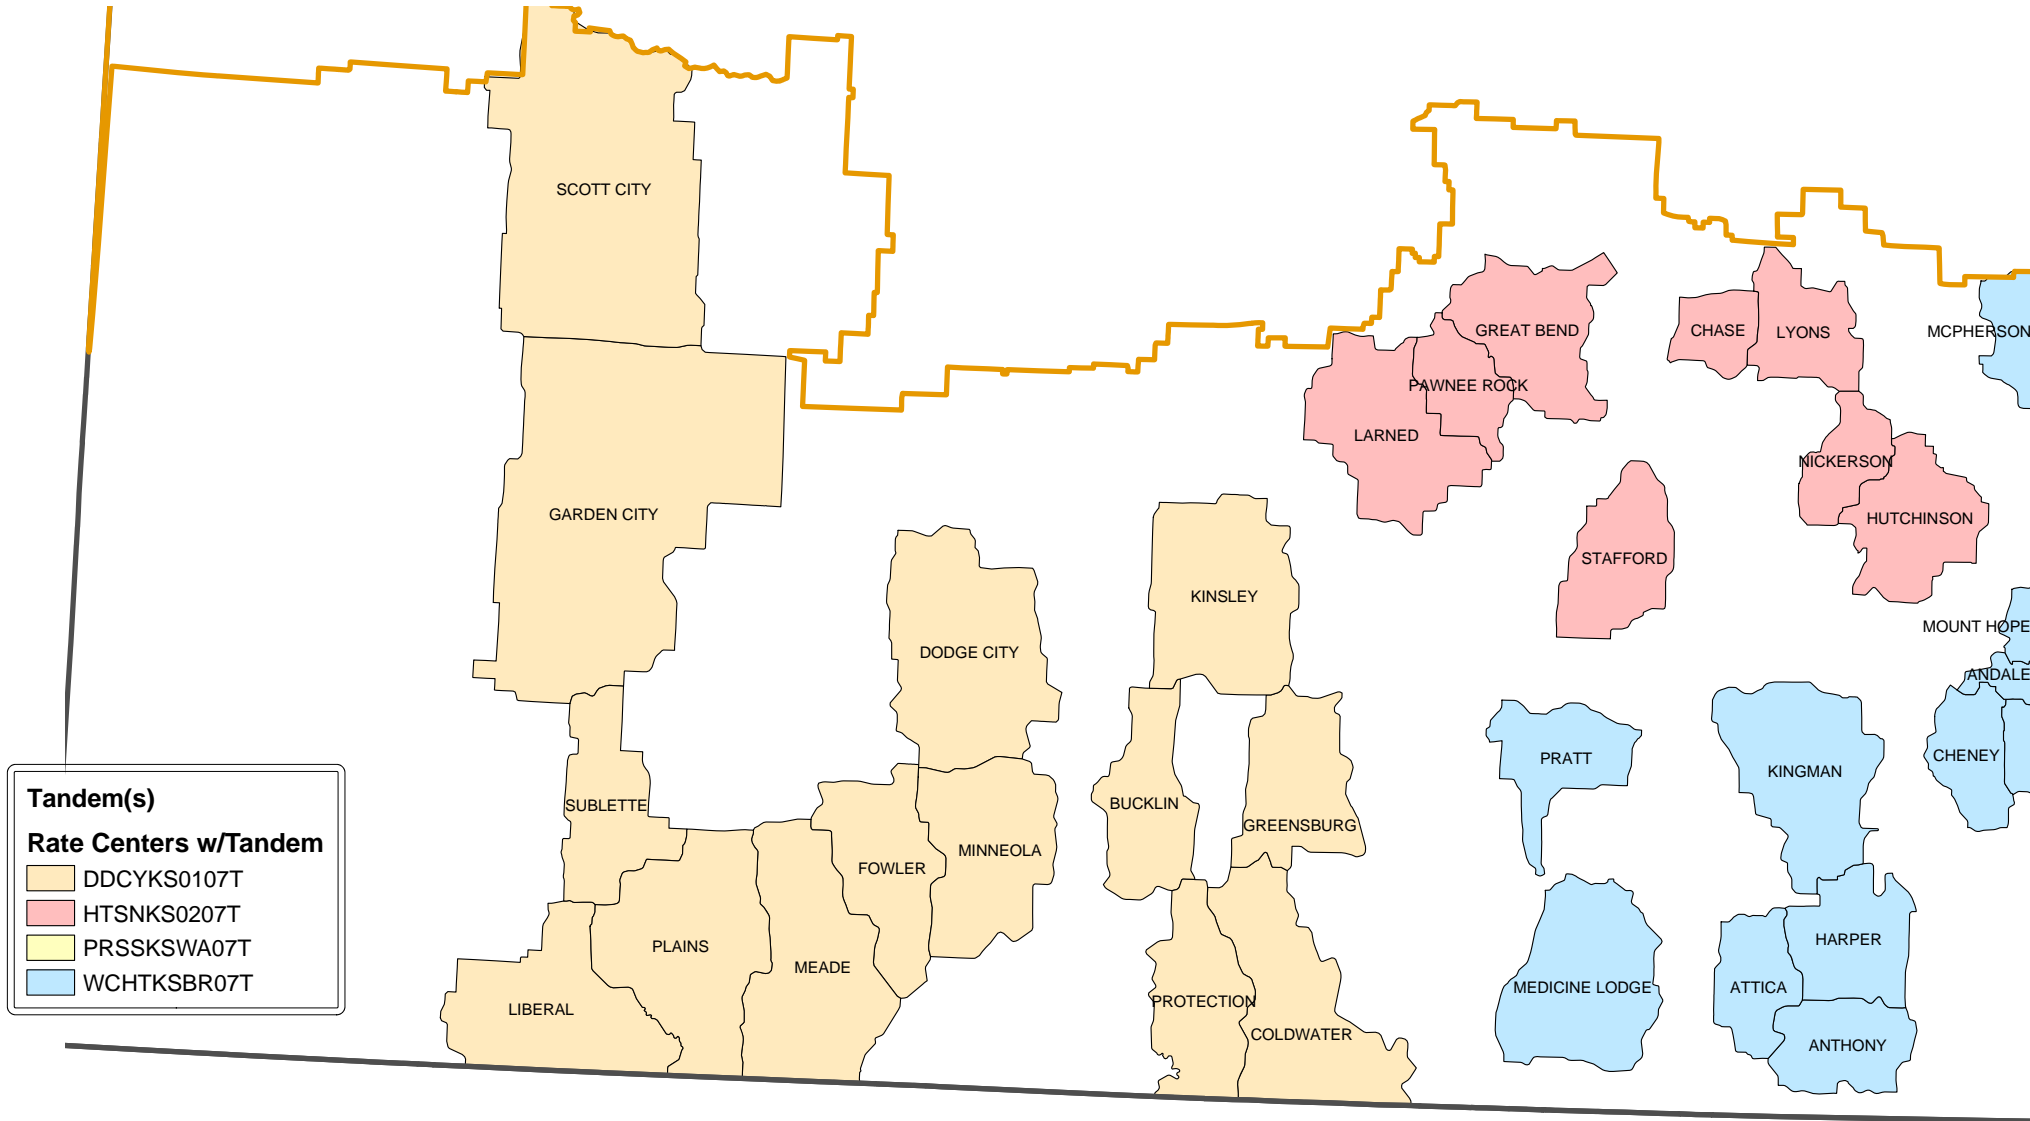 SCOTT CITY
GREAT BEND
CHASE
LYONS
MCPHERSON
PAWNEE ROCK
LARNED
NICKERSON
GARDEN CITY
HUTCHINSON
STAFFORD
KINSLEY
MOUNT HOPE
DODGE CITY
ANDALE
CHENEY
PRATT
KINGMAN
SUBLETTE
BUCKLIN
GREENSBURG
MINNEOLA
FOWLER
HARPER
PLAINS
MEADE
MEDICINE LODGE
ATTICA
PROTECTION
LIBERAL
COLDWATER
ANTHONY
Tandem(s)
Rate Centers w/Tandem
DDCYKS0107T
HTSNKS0207T
PRSSKSWA07T
WCHTKSBR07T